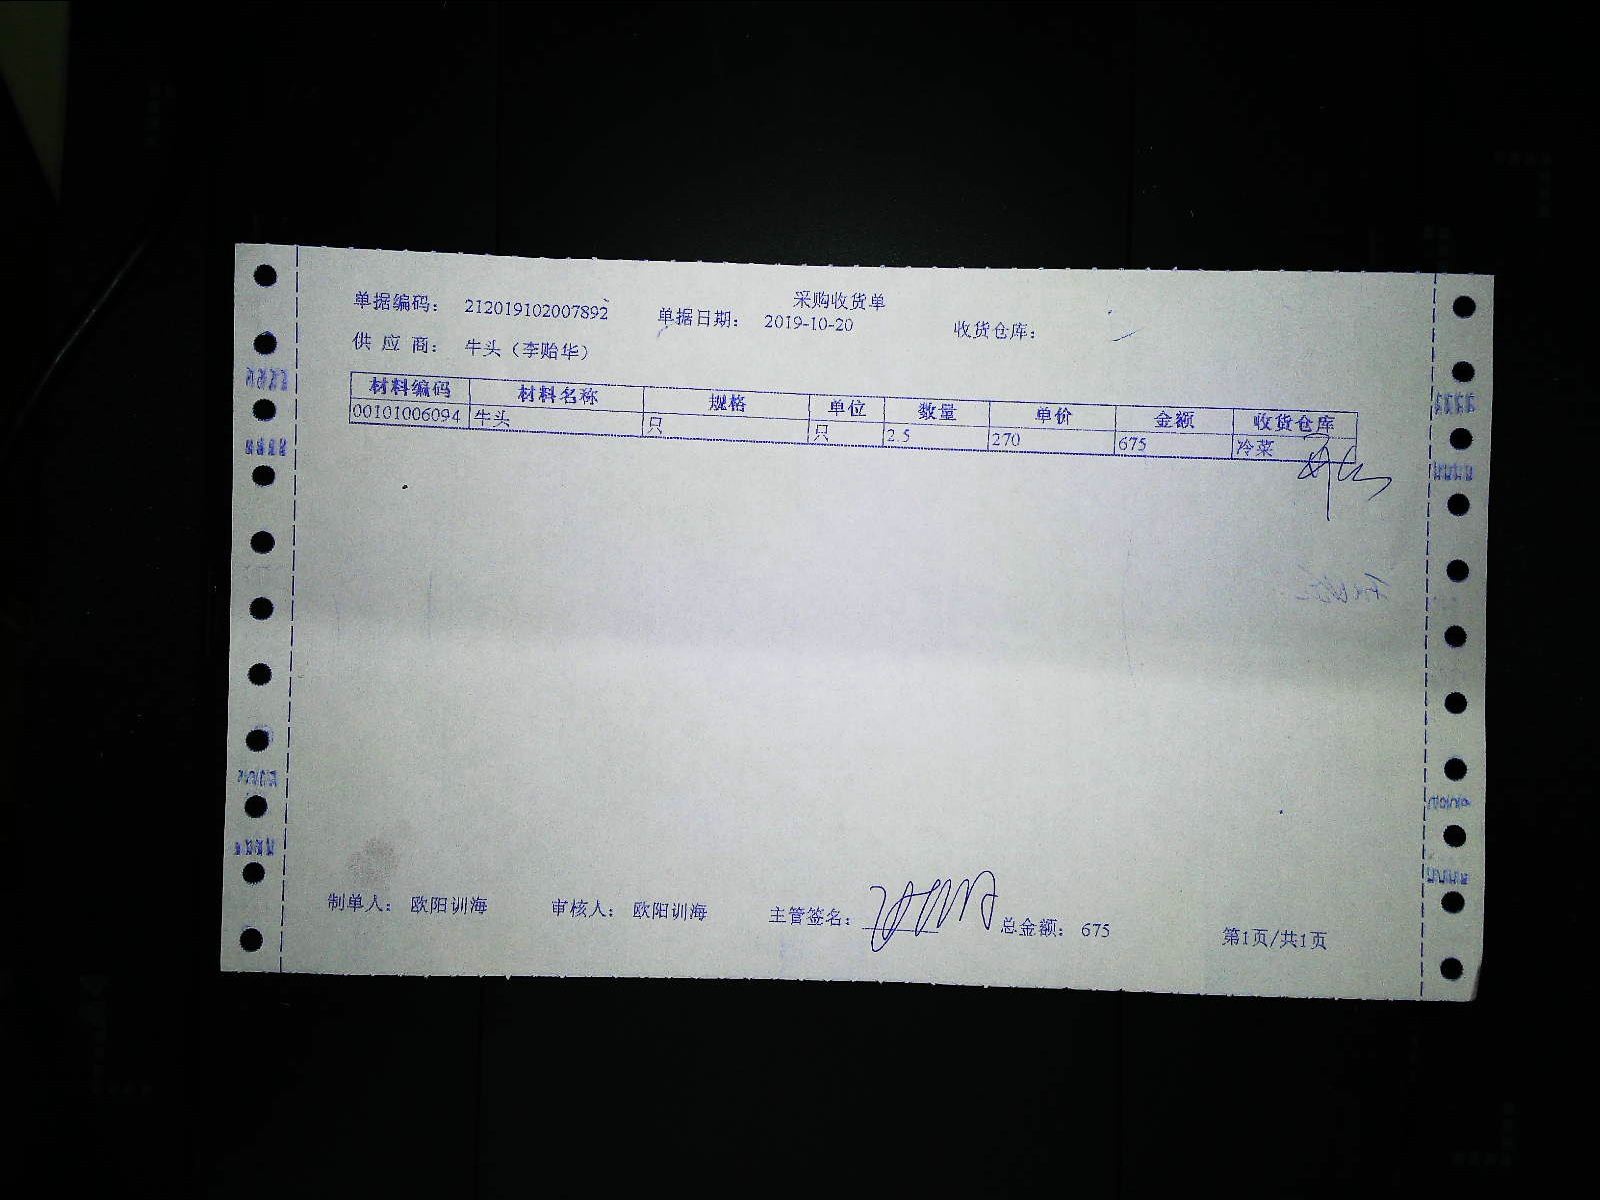 采购收货单
单据编码: 212019102007892 单据日期: 2019-10-20 收货仓库:
供 应 商: 牛头（李贻华）
材料编码 材料名称 规格 单位 数量 单价 金额 收货仓库
00101006094 牛头 只 只 2.5 270 675 冷菜
制单人: 欧阳训海 审核人: 欧阳训海 主管签名: 总金额: 675 第1页/共1页